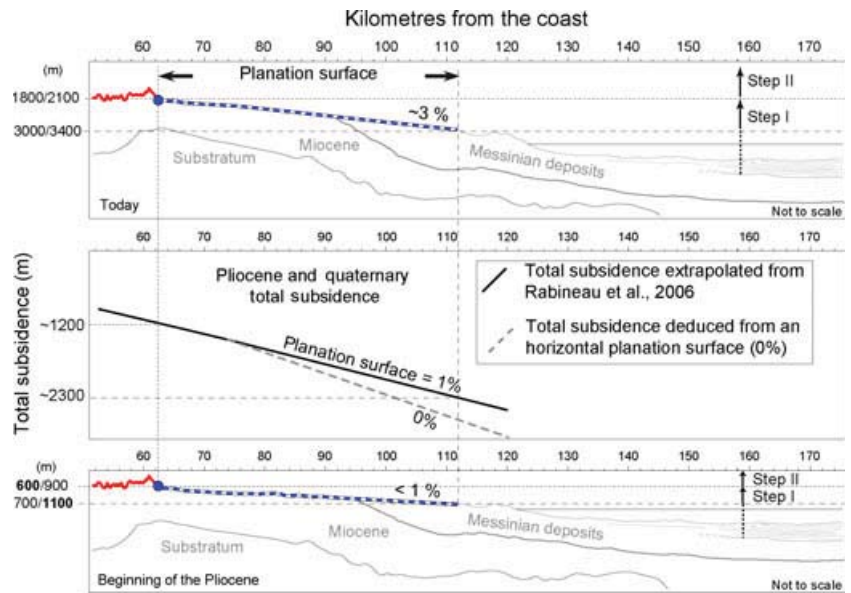 Kilometres from the coast
60 70 80 90 100 110 120 130 140 150 160 170
(m)
Planation surface
Step II
1800/2100
~3 %
Step I
3000/3400
Substratum
Miocene
Messinian deposits
Today
Not to scale
60 70 80 90 100 110 120 130 140 150 160 170
Total subsidence (m)
Pliocene and quaternary
total subsidence
Total subsidence extrapolated from
Rabineau et al., 2006
Total subsidence deduced from an
horizontal planation surface (0%)
~1200
Planation surface = 1%
~2300
0%
60 70 80 90 100 110 120 130 140 150 160 170
(m)
Step II
600/900
< 1 %
Step I
700/1100
Substratum
Miocene
Messinian deposits
Beginning of the Pliocene
Not to scale